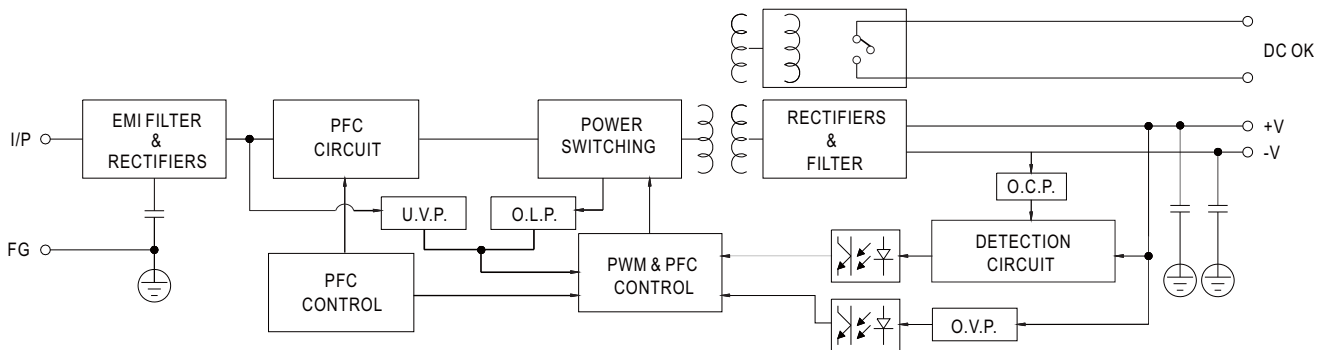 DC OK
I/P
EMI FILTER
&
RECTIFIERS
PFC
CIRCUIT
POWER
SWITCHING
RECTIFIERS
&
FILTER
+V
-V
U.V.P.
O.L.P.
O.C.P.
FG
PFC
CONTROL
PWM & PFC
CONTROL
DETECTION
CIRCUIT
O.V.P.